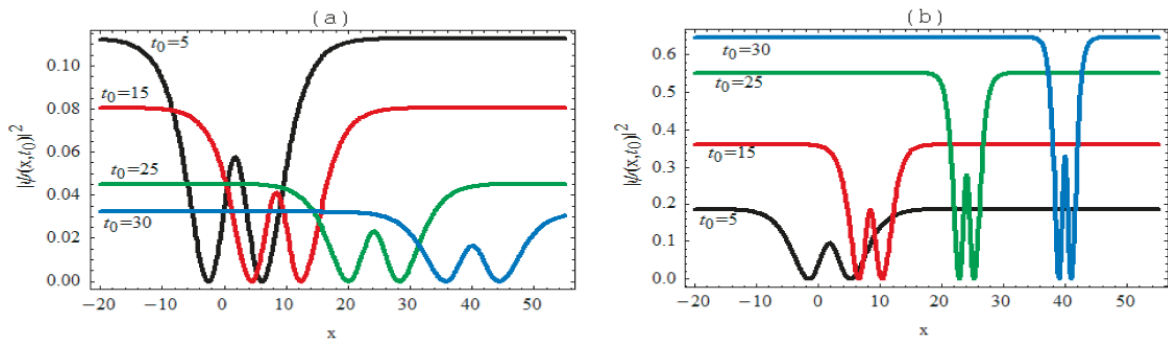 (a)
t₀=5
t₀=15
t₀=25
t₀=30
0.10
0.08
0.06
0.04
0.02
0.00
|ψ(x,t₀)|²
−20 −10 0 10 20 30 40 50
x
(b)
t₀=30
t₀=25
t₀=15
t₀=5
0.6
0.5
0.4
0.3
0.2
0.1
0.0
|ψ(x,t₀)|²
−20 −10 0 10 20 30 40 50
x